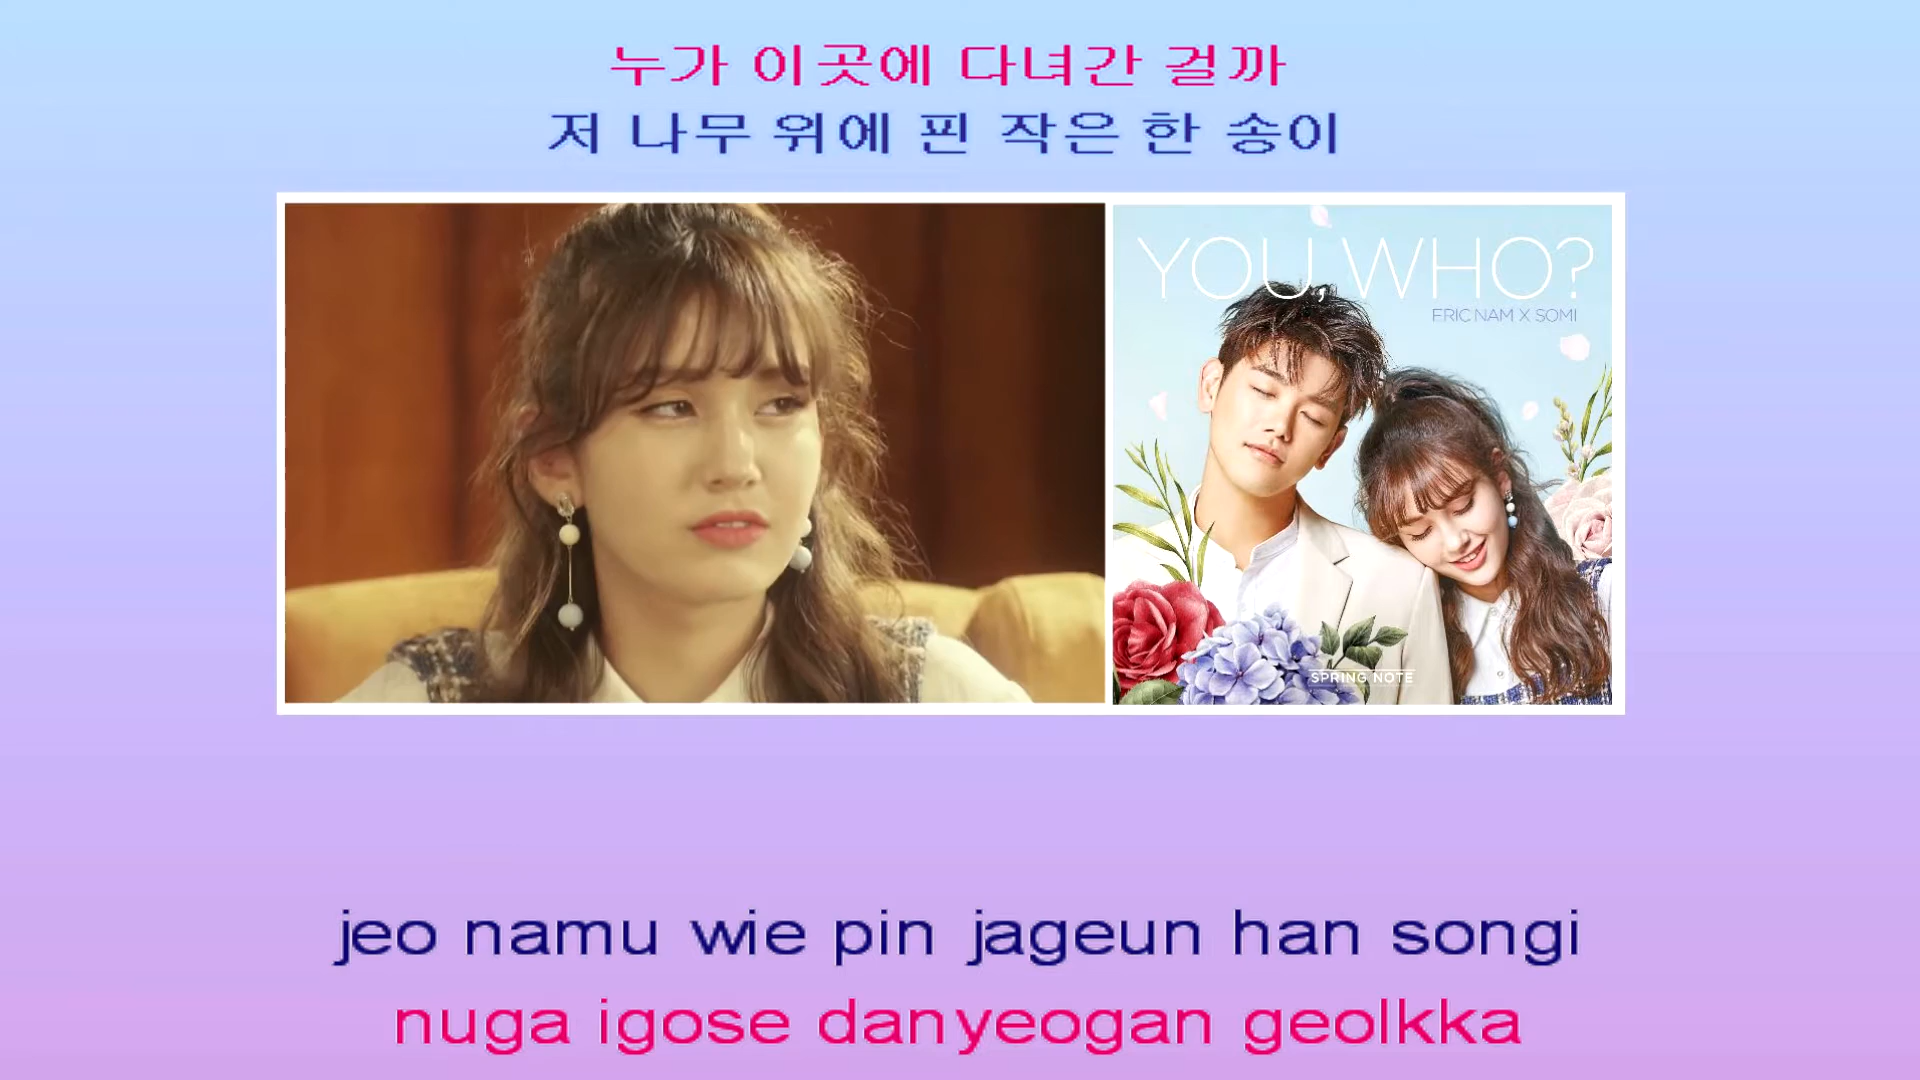 누가 이곳에 다녀간 걸까
저 나무 위에 핀 작은 한 송이
YOU, WHO?
ERIC NAM X SOMI
SPRING NOTE
jeo namu wie pin jageun han songi
nuga igose danyeogan geolkka